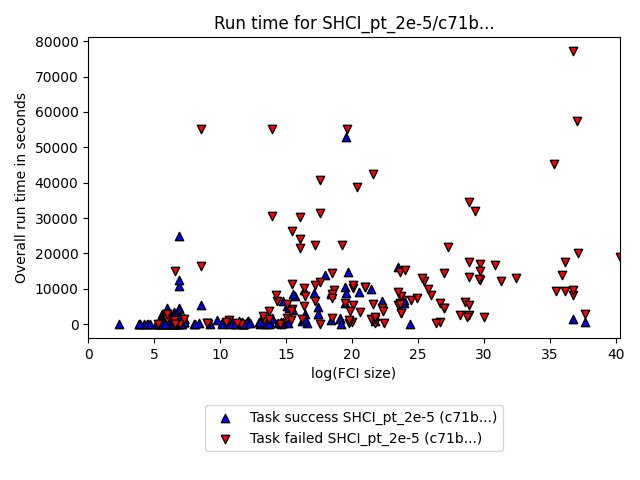 Run time for SHCI_pt_2e-5/c71b...
80000
70000
60000
50000
40000
30000
20000
10000
0
Overall run time in seconds
0 5 10 15 20 25 30 35 40
log(FCI size)
Task success SHCI_pt_2e-5 (c71b...)
Task failed SHCI_pt_2e-5 (c71b...)